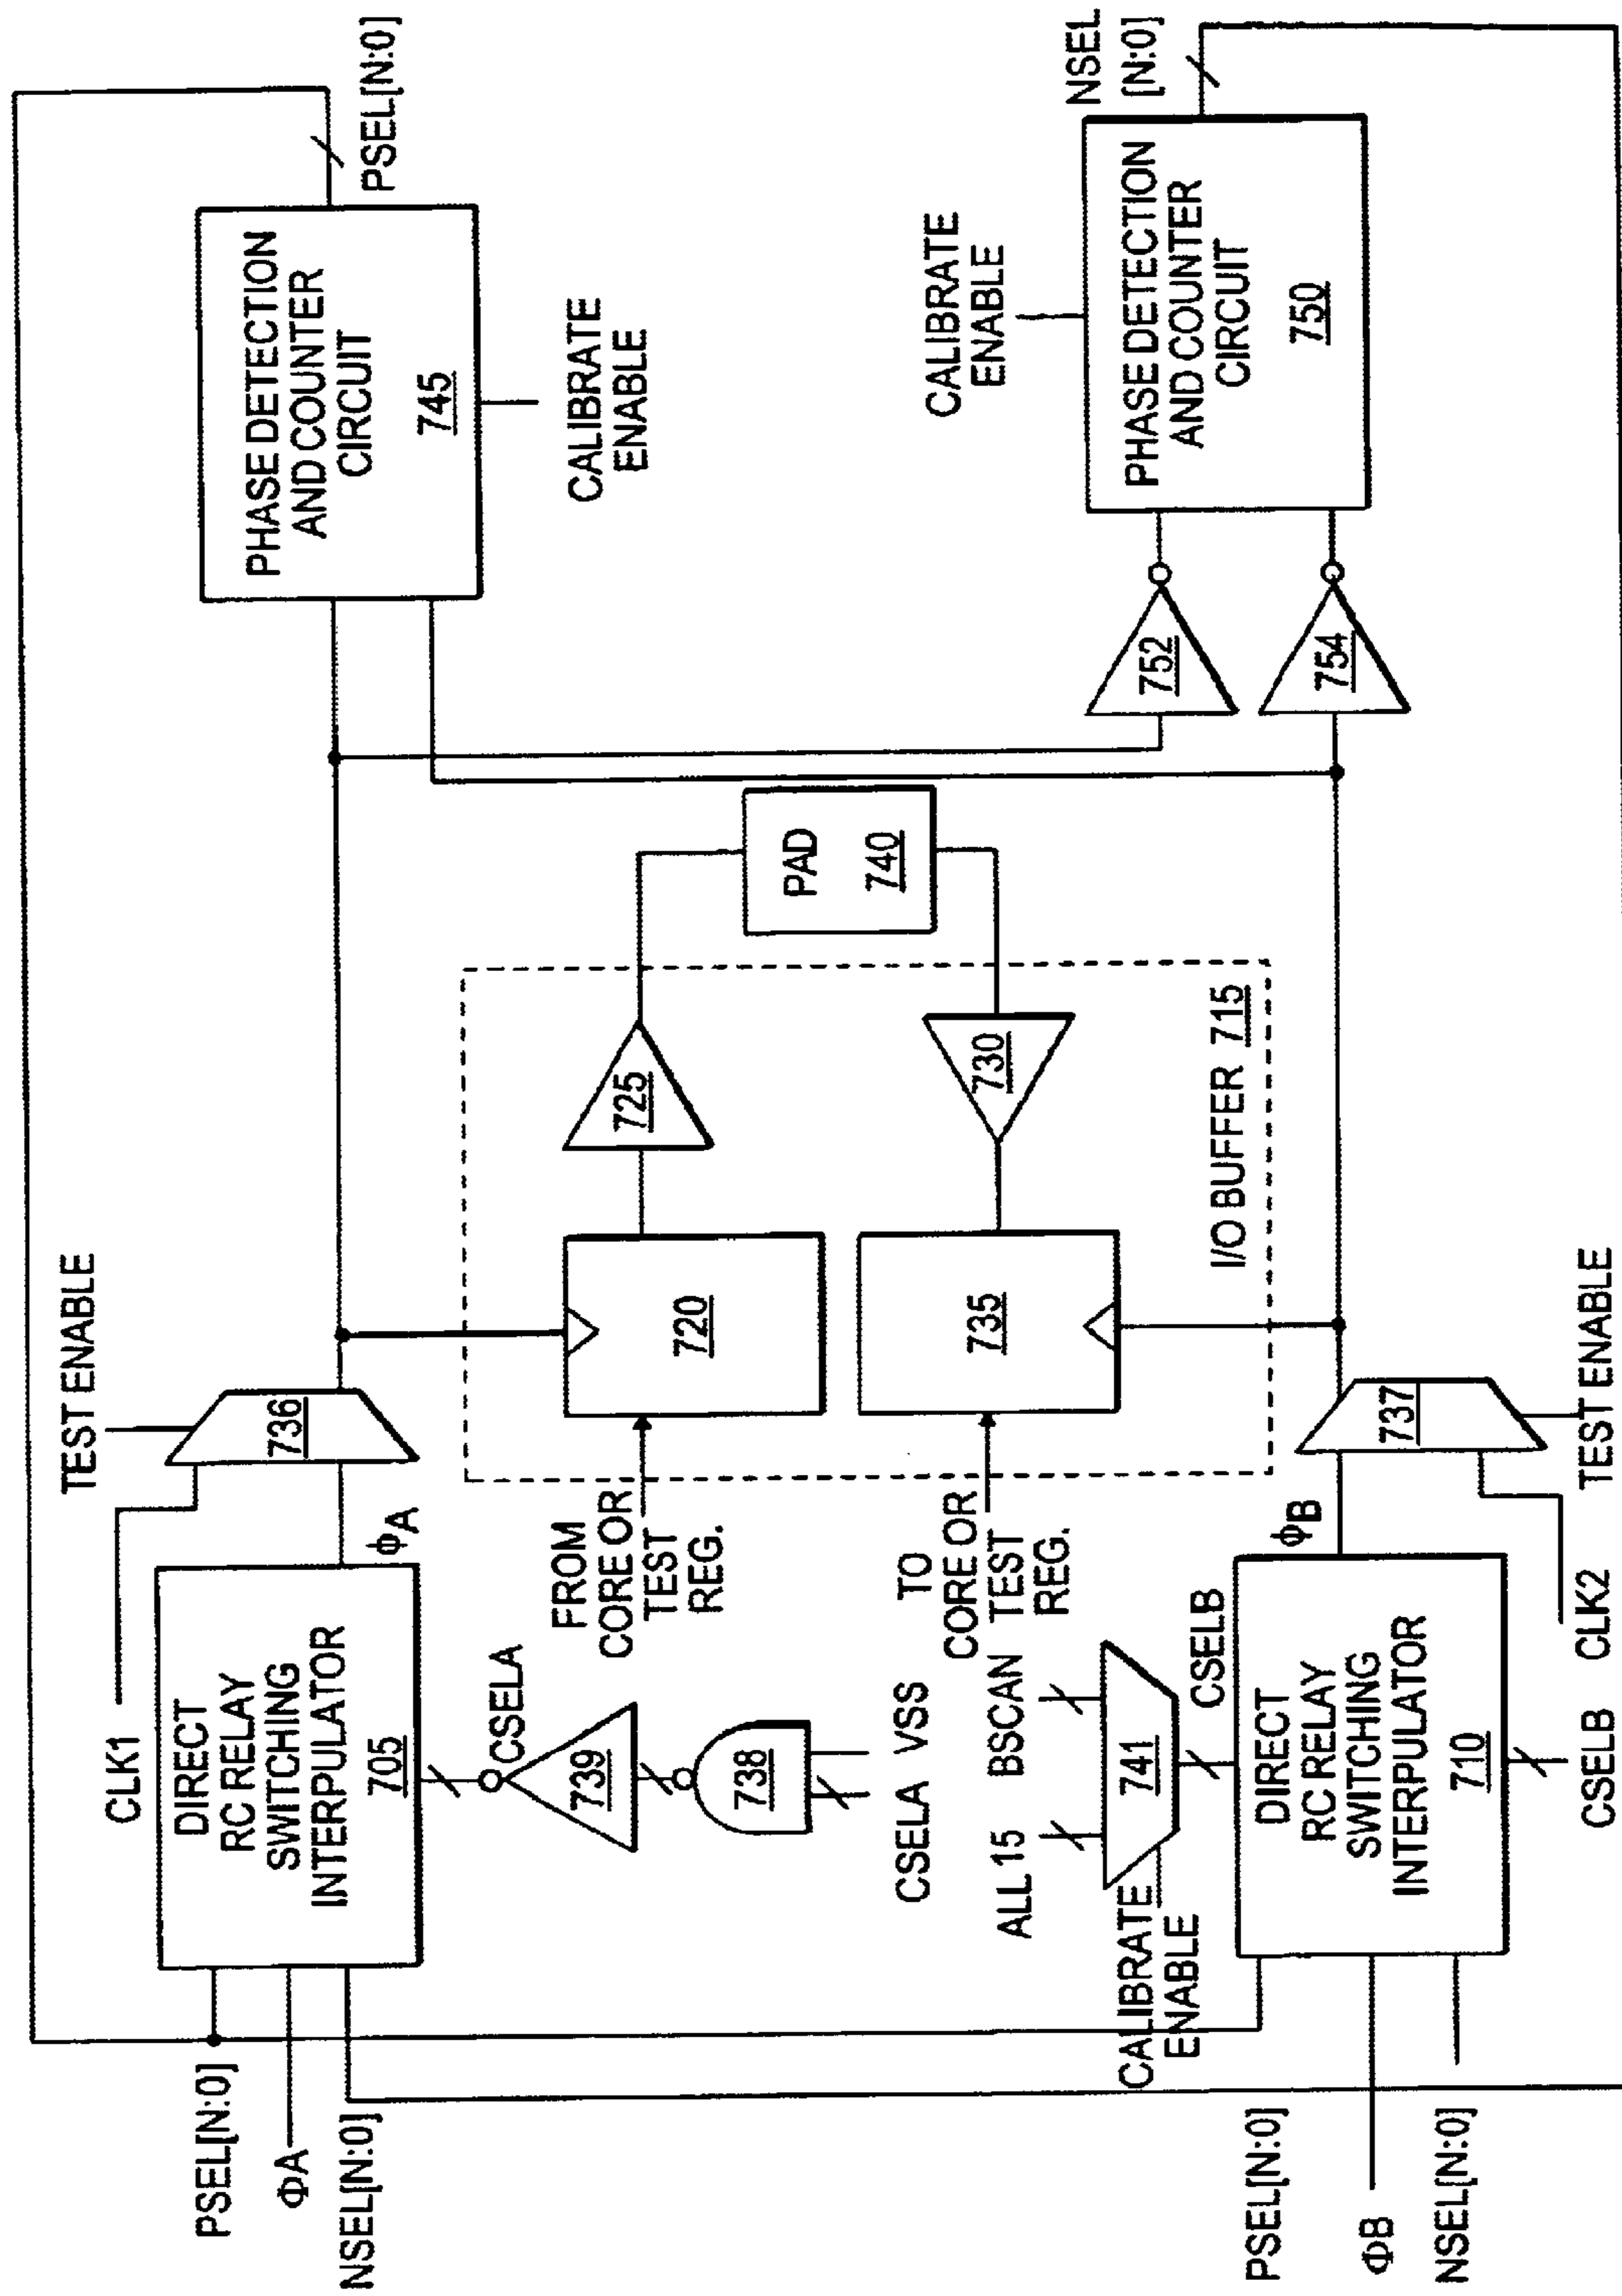 PSEL[N:0]
ΦA
NSEL[N:0]
CLK1
DIRECT
RC RELAY
SWITCHING
INTERPULATOR
705
ϕA
TEST ENABLE
736
PHASE DETECTION
AND COUNTER
CIRCUIT
745
PSEL[N:0]
CALIBRATE
ENABLE
CSELA
739
738
CSELA
VSS
FROM
CORE OR
TEST
REG.
720
725
PAD
740
TO
CORE OR
TEST
REG.
735
730
I/O BUFFER 715
ALL 15
BSCAN
741
CALIBRATE
ENABLE
CSELB
PSEL[N:0]
ΦB
NSEL[N:0]
DIRECT
RC RELAY
SWITCHING
INTERPULATOR
710
CSELB
ϕB
CLK2
737
TEST ENABLE
752
754
CALIBRATE
ENABLE
PHASE DETECTION
AND COUNTER
CIRCUIT
750
NSEL
[N:0]